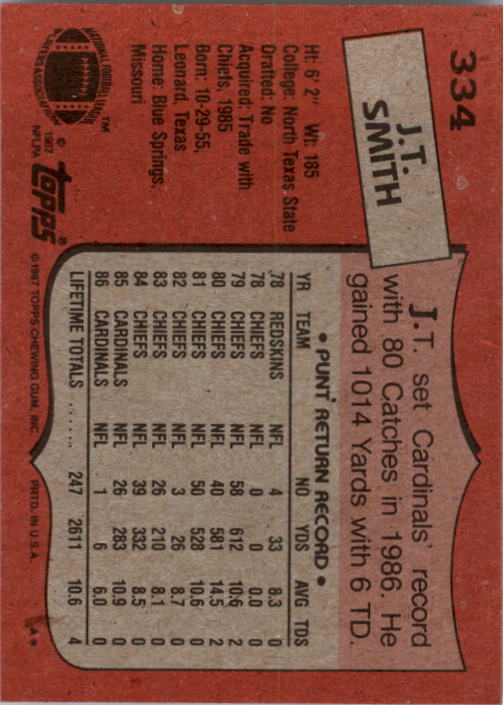 334
J.T.
SMITH
Ht: 6' 2" Wt: 185
College: North Texas State
Drafted: No
Acquired: Trade with
Chiefs, 1985
Born: 10-29-55,
Leonard, Texas
Home: Blue Springs,
Missouri
NATIONAL FOOTBALL LEAGUE
PLAYERS ASSOCIATION
™
© 1987
NFLPA
topps®
© 1987 TOPPS CHEWING GUM, INC.
PRTD. IN U.S.A.
A*
J.T. set Cardinals' record
with 80 Catches in 1986. He
gained 1014 Yards with 6 TD.
• PUNT RETURN RECORD •
YR TEAM NO YDS AVG TDS
78 REDSKINS NFL 4 33 8.3 0
78 CHIEFS NFL 0 0 0.0 0
79 CHIEFS NFL 58 612 10.6 2
80 CHIEFS NFL 40 581 14.5 2
81 CHIEFS NFL 50 528 10.6 0
82 CHIEFS NFL 3 26 8.7 0
83 CHIEFS NFL 26 210 8.1 0
84 CHIEFS NFL 39 332 8.5 0
85 CARDINALS NFL 26 283 10.9 0
86 CARDINALS NFL 1 6 6.0 0
LIFETIME TOTALS ...... 247 2611 10.6 4